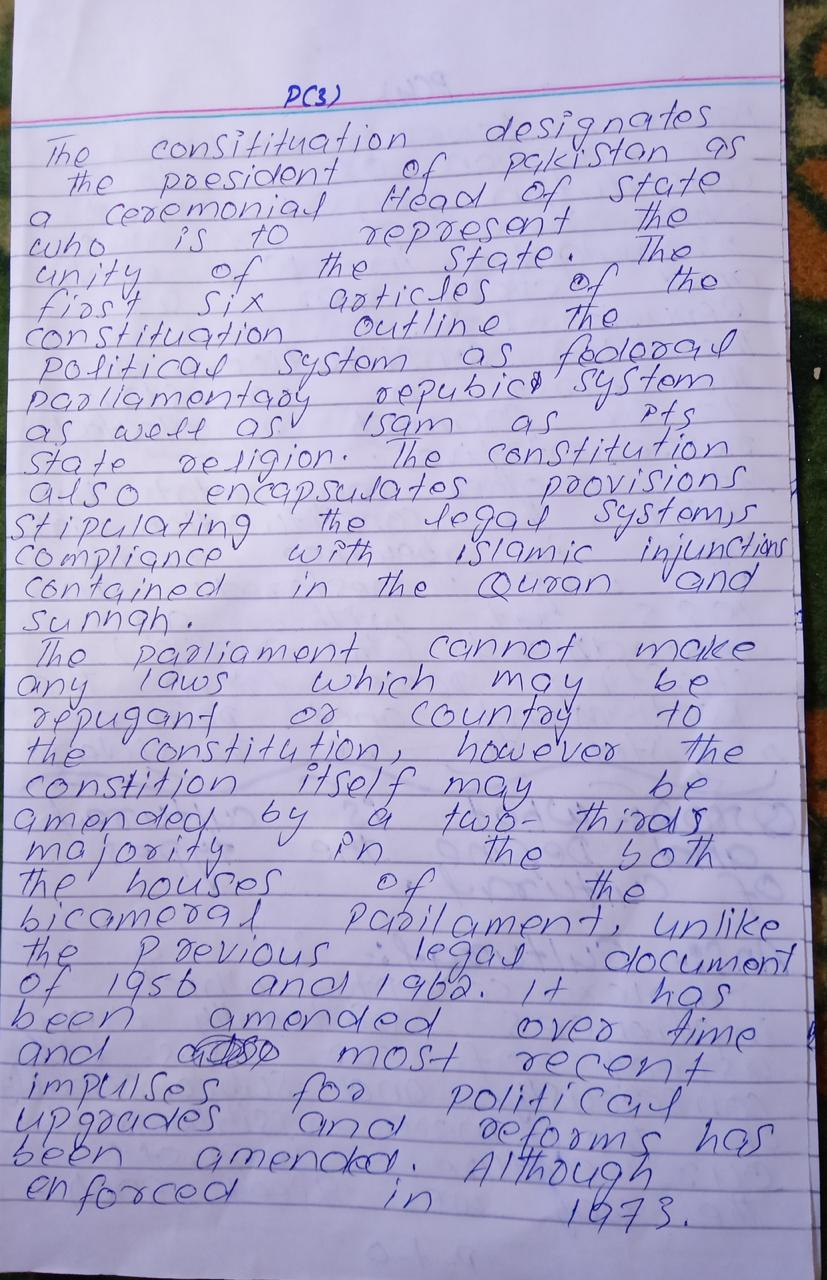 P(3)
The consitituation designates
the president of pakistan as
a ceremonial Head of state
who is to represent the
unity of the state. The
first six articles of the
constituation outline the
Political system as federal
parliamentary repubic system
as well as Isam as its
state religion. The constitution
also encapsulates provisions
stipulating the legal system,s
compliance with islamic injunctions
contained in the Quran and
sunnah.
The parliament cannot make
any laws which may be
repugant or country to
the constitution, however the
constition itself may be
amended by a two- thirds
majority in the both
the houses of the
bicameral Parilament, unlike
the previous legal document
of 1956 and 1962. It has
been amended over time
and most recent
impulses for political
upgrades and reforms has
been amended. Although
enforced in 1973.